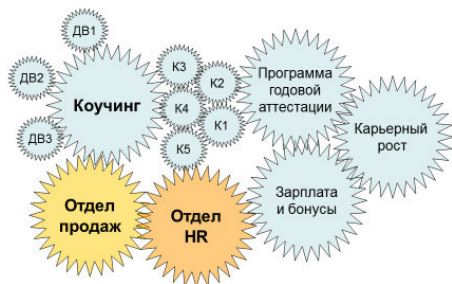 ДВ1
ДВ2
ДВ3
Коучинг
К3
К2
К4
К1
К5
Программа
годовой
аттестации
Карьерный
рост
Зарплата
и бонусы
Отдел
продаж
Отдел
HR